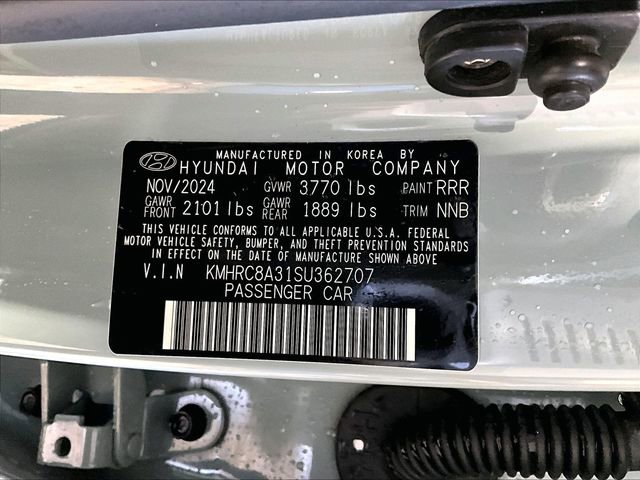 MANUFACTURED IN KOREA BY
HYUNDAI MOTOR COMPANY
NOV/2024 GVWR 3770 lbs PAINT RRR
GAWR FRONT 2101 lbs GAWR REAR 1889 lbs TRIM NNB
THIS VEHICLE CONFORMS TO ALL APPLICABLE U.S.A. FEDERAL
MOTOR VEHICLE SAFETY, BUMPER, AND THEFT PREVENTION STANDARDS
IN EFFECT ON THE DATE OF MANUFACTURE SHOWN ABOVE
V.I.N KMHRC8A31SU362707
PASSENGER CAR